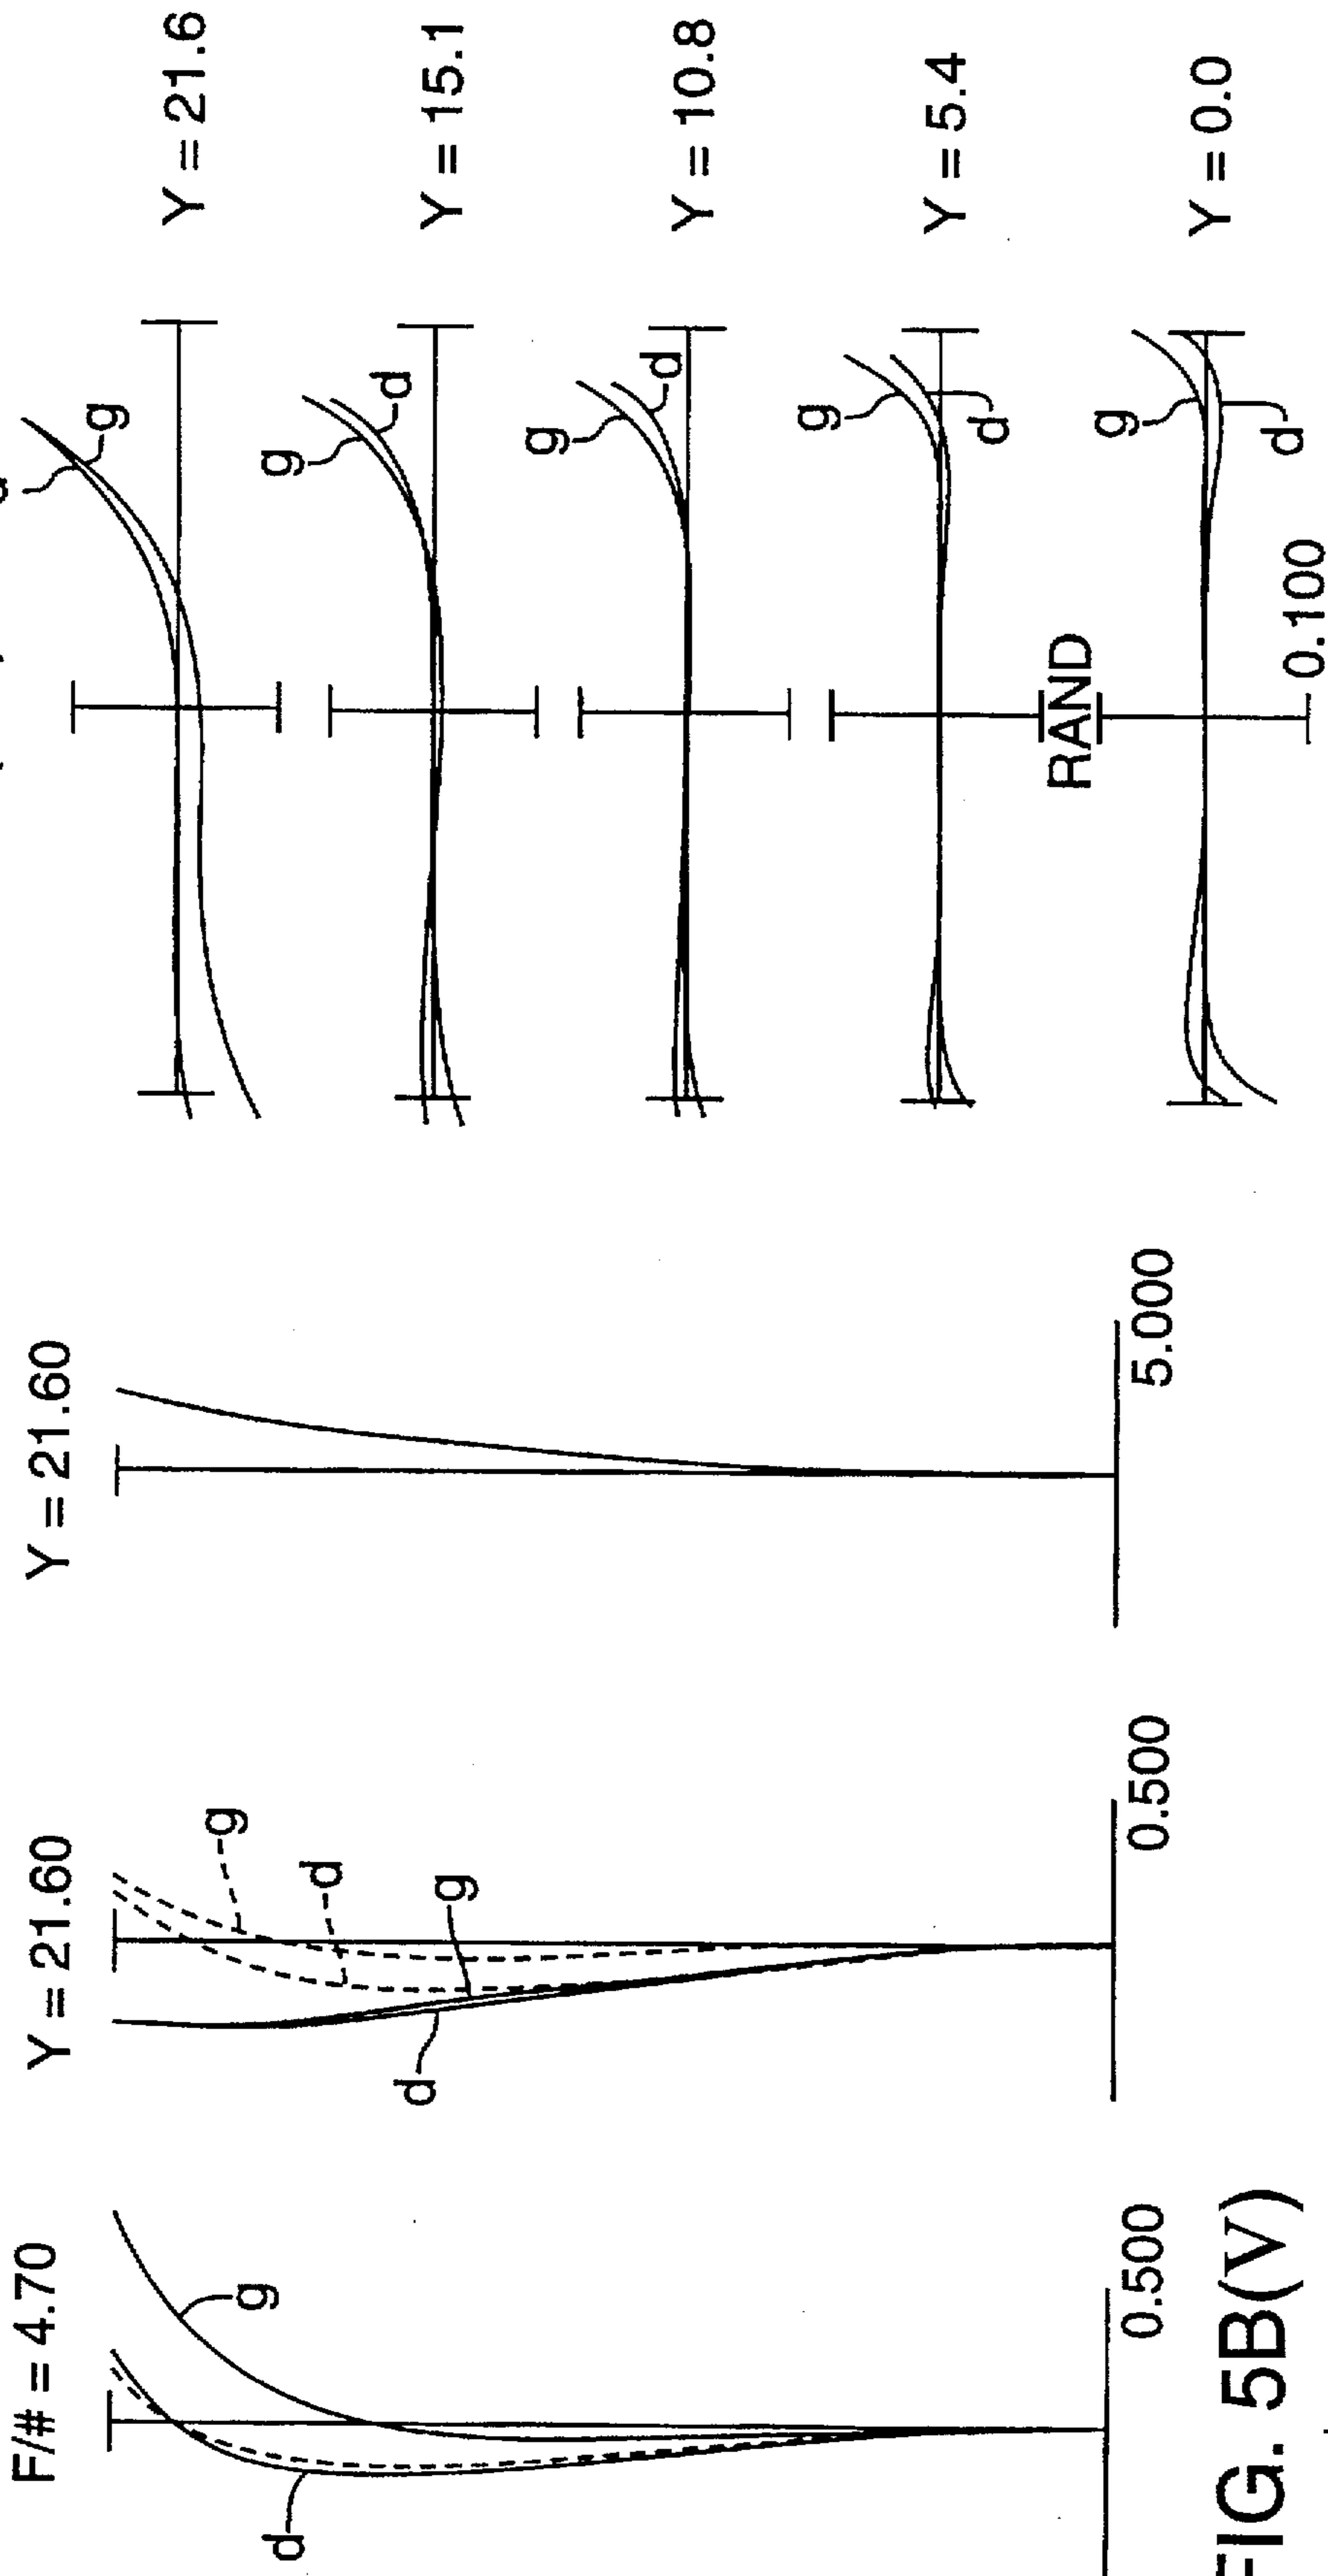 F/# = 4.70
g
d
0.500
Y = 21.60
g
d
g
d
0.500
Y = 21.60
5.000
g
Y = 21.6
g
d
Y = 15.1
g
d
Y = 10.8
g
d
Y = 5.4
RAND
g
d
Y = 0.0
0.100
FIG. 5B(V)